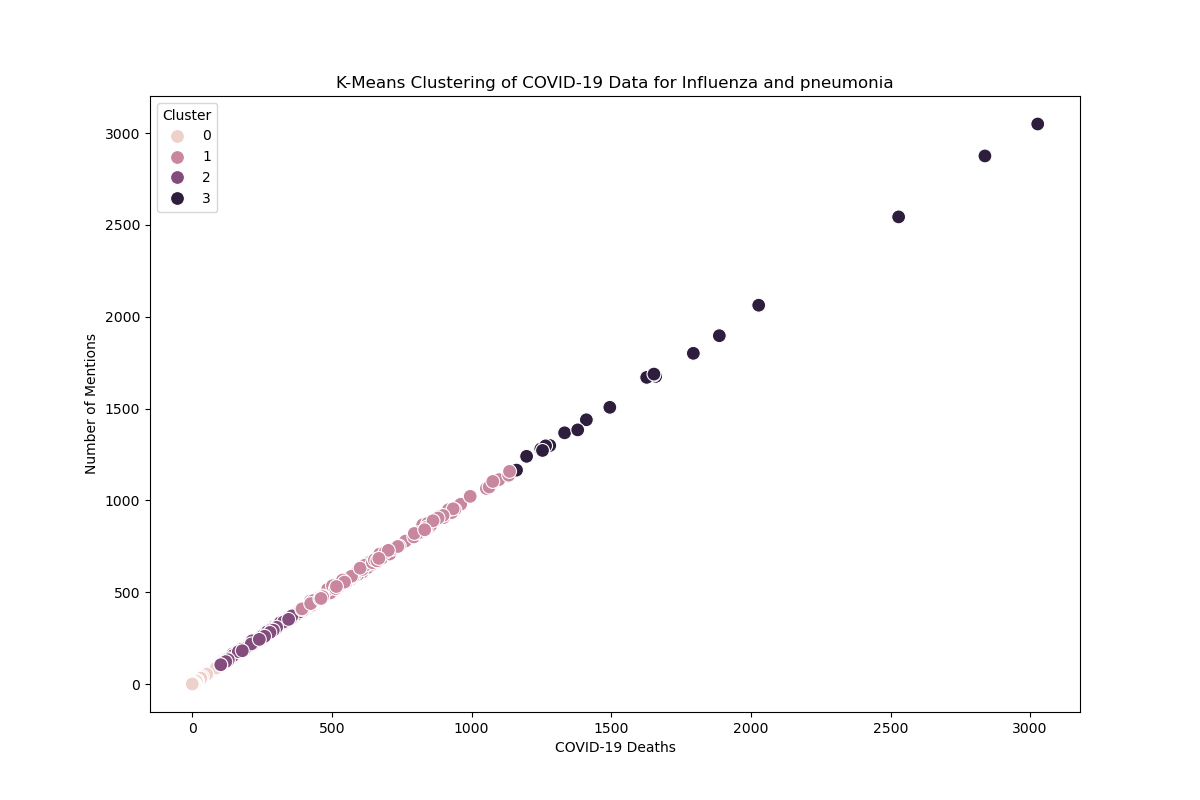 K-Means Clustering of COVID-19 Data for Influenza and pneumonia
Cluster
0
1
2
3
3000
2500
2000
1500
1000
500
0
Number of Mentions
0 500 1000 1500 2000 2500 3000
COVID-19 Deaths